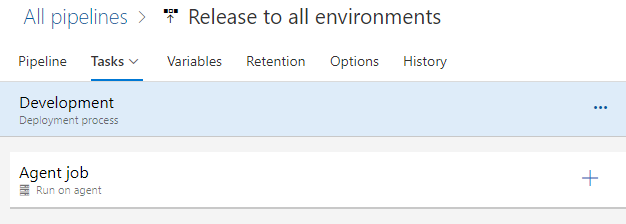 All pipelines > Release to all environments
Pipeline Tasks Variables Retention Options History
Development
Deployment process
Agent job
Run on agent